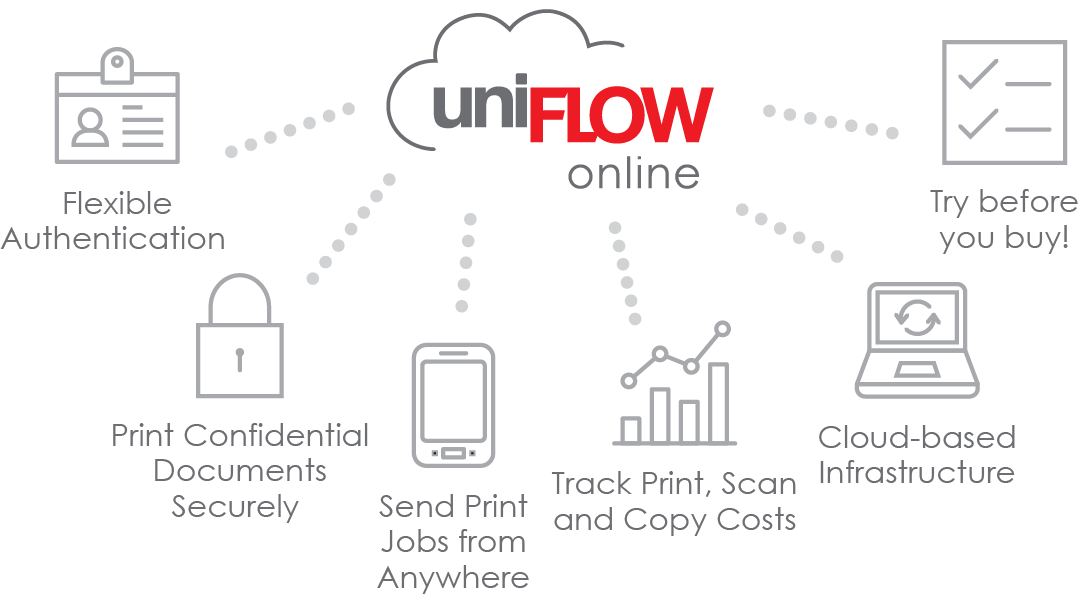 uniFLOW
online
Flexible
Authentication
Print Confidential
Documents
Securely
Send Print
Jobs from
Anywhere
Track Print, Scan
and Copy Costs
Cloud-based
Infrastructure
Try before
you buy!